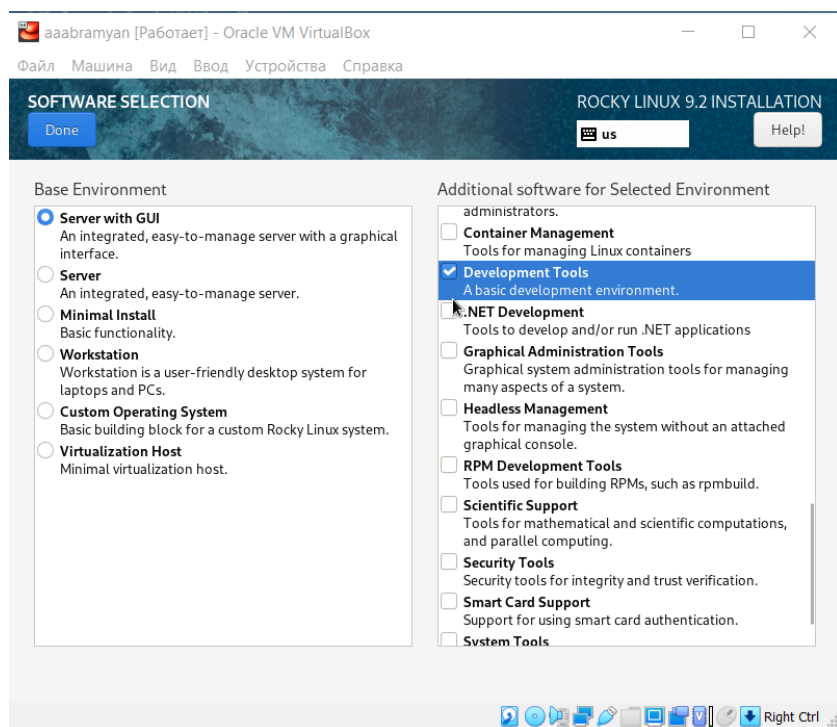 aaabramyan [Работает] - Oracle VM VirtualBox
Файл Машина Вид Ввод Устройства Справка
SOFTWARE SELECTION
Done
ROCKY LINUX 9.2 INSTALLATION
us
Help!
Base Environment
Server with GUI
An integrated, easy-to-manage server with a graphical
interface.
Server
An integrated, easy-to-manage server.
Minimal Install
Basic functionality.
Workstation
Workstation is a user-friendly desktop system for
laptops and PCs.
Custom Operating System
Basic building block for a custom Rocky Linux system.
Virtualization Host
Minimal virtualization host.
Additional software for Selected Environment
administrators.
Container Management
Tools for managing Linux containers
Development Tools
A basic development environment.
.NET Development
Tools to develop and/or run .NET applications
Graphical Administration Tools
Graphical system administration tools for managing
many aspects of a system.
Headless Management
Tools for managing the system without an attached
graphical console.
RPM Development Tools
Tools used for building RPMs, such as rpmbuild.
Scientific Support
Tools for mathematical and scientific computations,
and parallel computing.
Security Tools
Security tools for integrity and trust verification.
Smart Card Support
Support for using smart card authentication.
System Tools
Right Ctrl